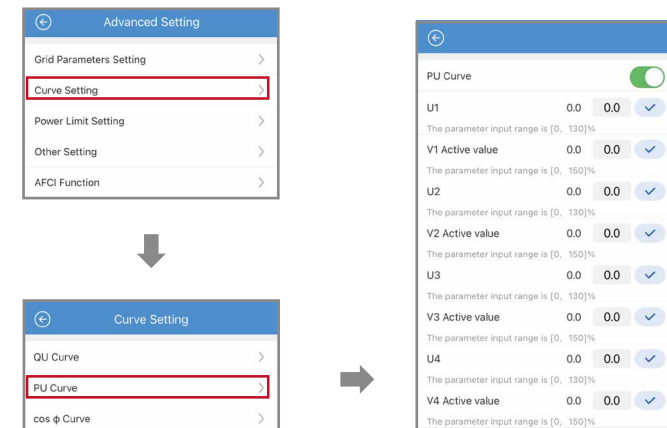 Advanced Setting
Grid Parameters Setting
Curve Setting
Power Limit Setting
Other Setting
AFCI Function
Curve Setting
QU Curve
PU Curve
cos ϕ Curve
PU Curve
U1 0.0 0.0
The parameter input range is [0, 130]%
V1 Active value 0.0 0.0
The parameter input range is [0, 150]%
U2 0.0 0.0
The parameter input range is [0, 130]%
V2 Active value 0.0 0.0
The parameter input range is [0, 150]%
U3 0.0 0.0
The parameter input range is [0, 130]%
V3 Active value 0.0 0.0
The parameter input range is [0, 150]%
U4 0.0 0.0
The parameter input range is [0, 130]%
V4 Active value 0.0 0.0
The parameter input range is [0, 150]%